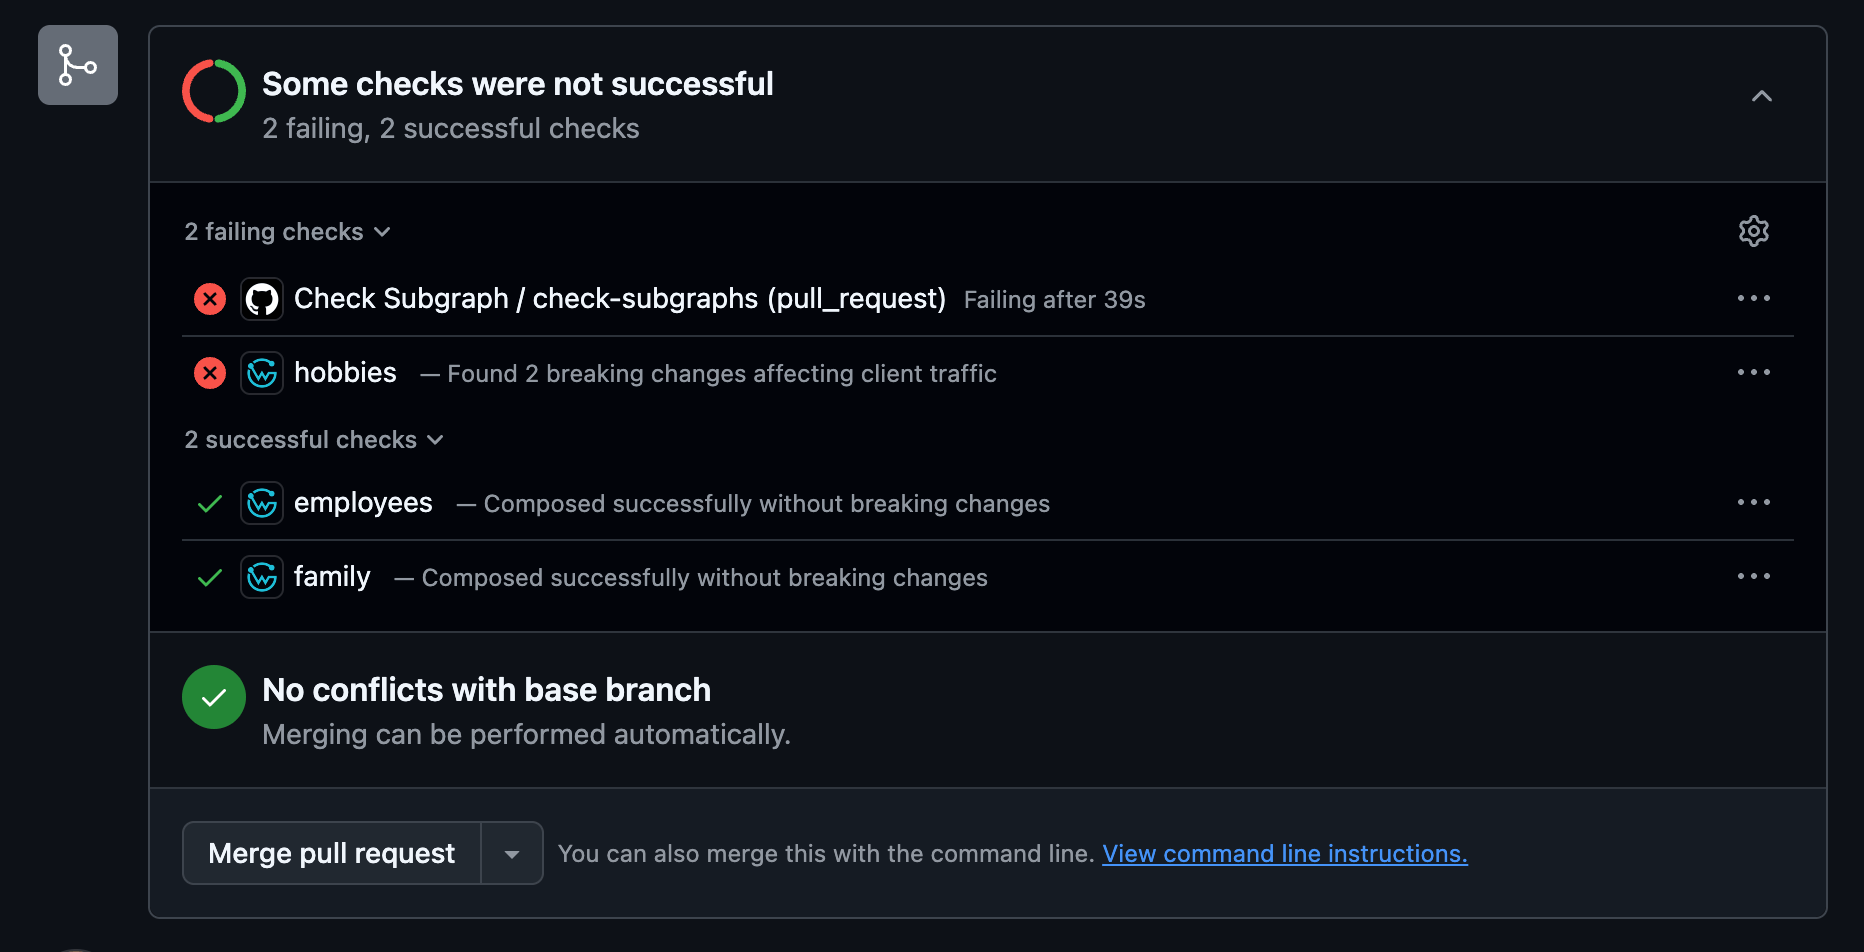 Some checks were not successful
2 failing, 2 successful checks
2 failing checks
Check Subgraph / check-subgraphs (pull_request) Failing after 39s
hobbies — Found 2 breaking changes affecting client traffic
2 successful checks
employees — Composed successfully without breaking changes
family — Composed successfully without breaking changes
No conflicts with base branch
Merging can be performed automatically.
Merge pull request You can also merge this with the command line. View command line instructions.